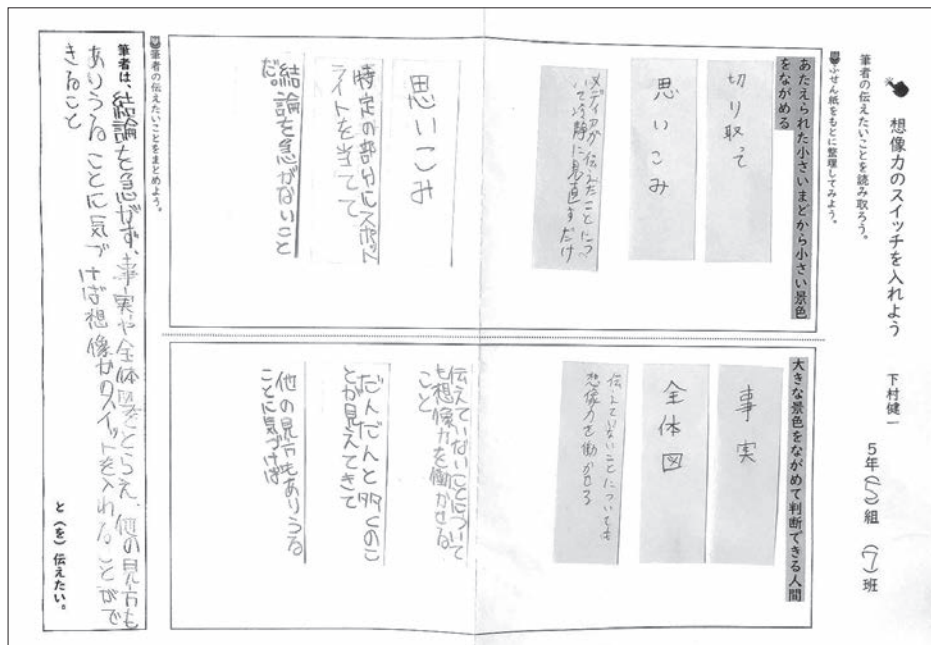 想像力のスイッチを入れよう　下村健一
5年(い)組 (7)班
筆者の伝えたいことを読み取ろう。
ふせん紙をもとに整理してみよう。
あたえられた小さいまどから小さい景色
をながめる
切り取って
思いこみ
メディアが伝えたことにつ
いて冷静に見直すだけ
思いこみ
特定の部分にスポット
ライトを当てて
結論を急がないこと
だ。
大きな景色をながめて判断できる人間
事実
全体図
伝えていないことについても
想像力を働かせる
伝えていないことについて
も想像力を働かせる
こと
だんだんと多くのこ
とが見えてきて
他の見方もありうる
ことに気づけば
筆者の伝えたいことをまとめよう。
筆者は、結論を急がず、事実や全体図をとらえ、他の見方も
ありうることに気づけば想像力のスイットを入れることがで
きること
と（を）伝えたい。